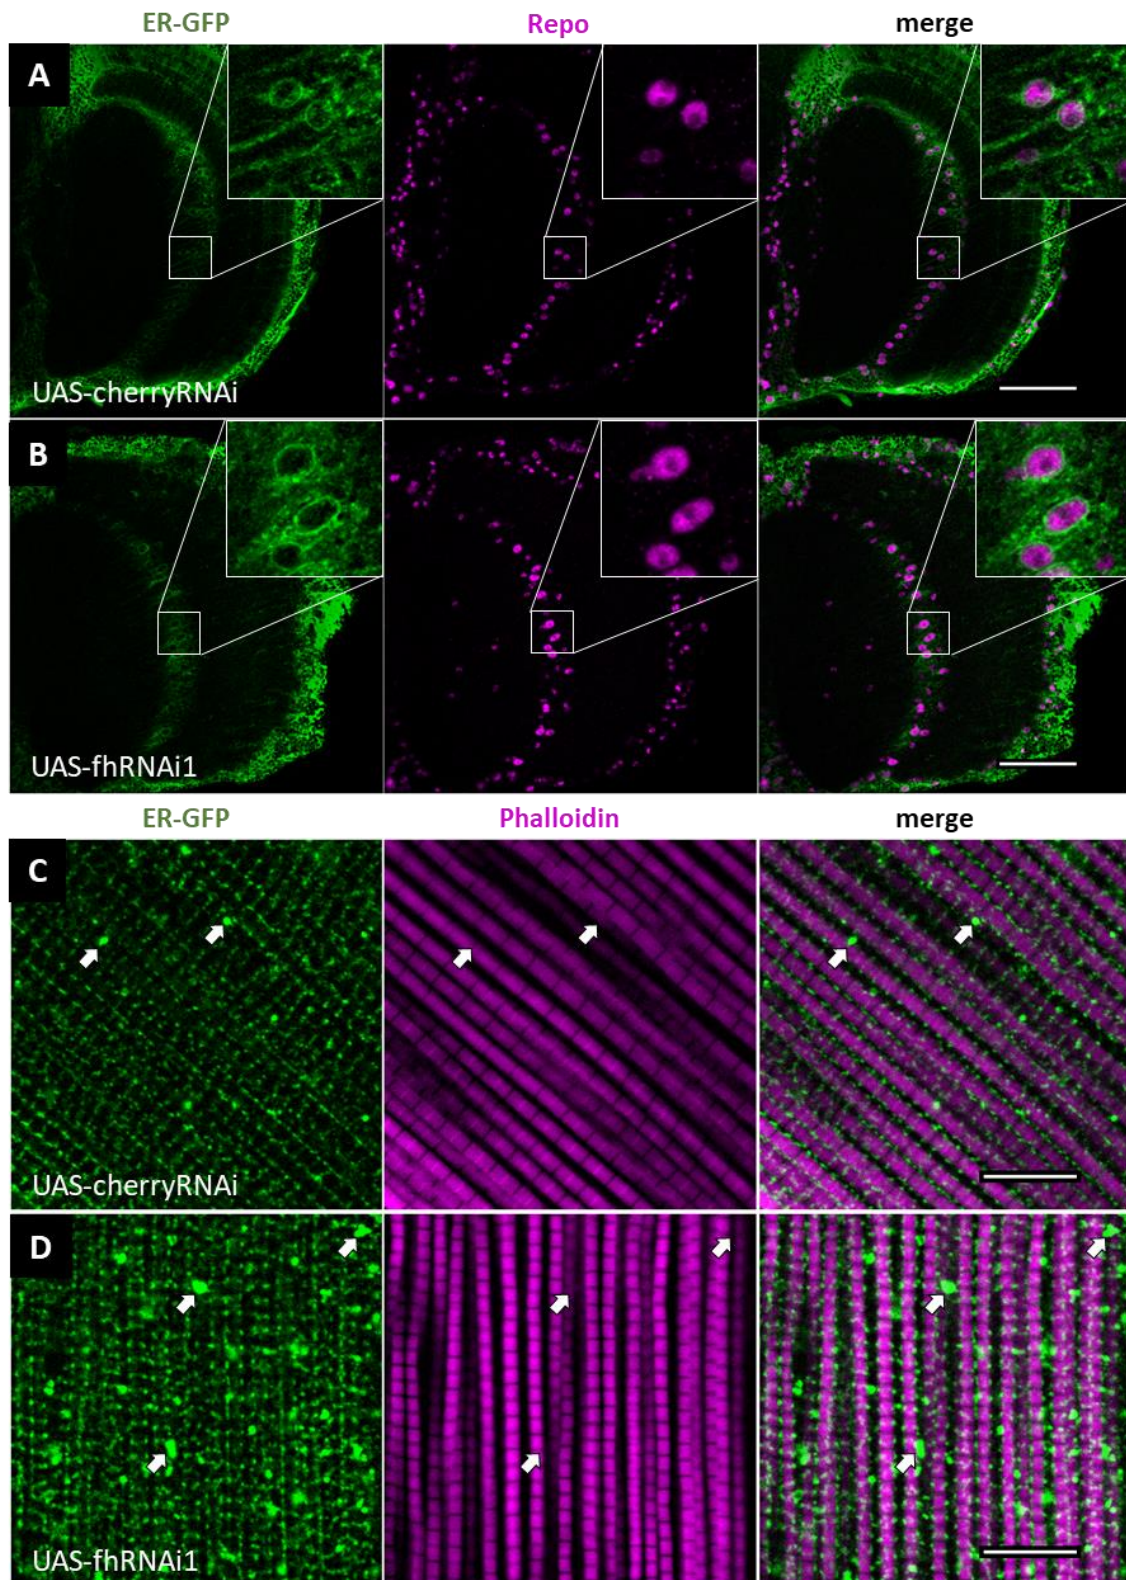 ER-GFP Repo merge
A
UAS-cherryRNAi
B
UAS-fhRNAi1
ER-GFP Phalloidin merge
C
UAS-cherryRNAi
D
UAS-fhRNAi1